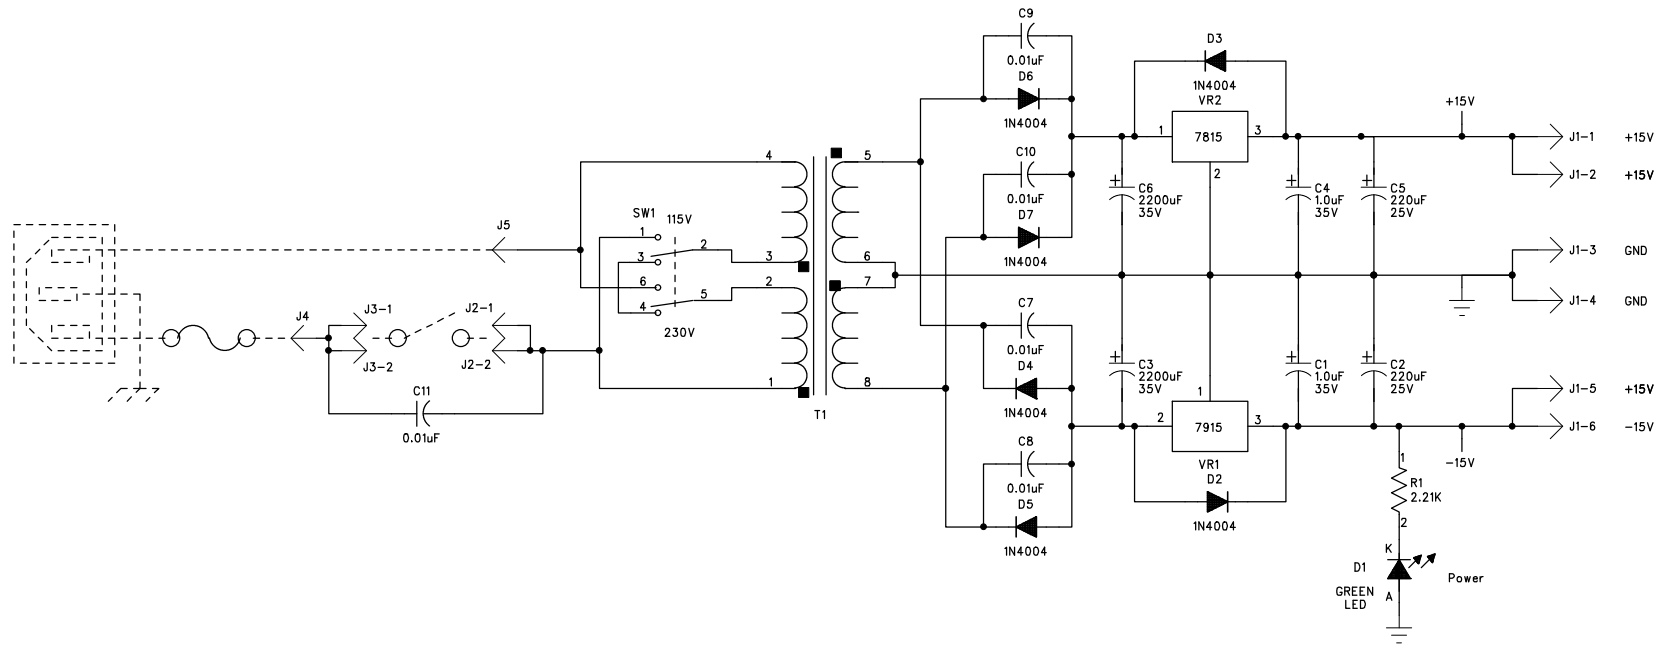 C9
0.01uF
D6
1N4004
C10
0.01uF
D7
1N4004
D3
1N4004
VR2
1
7815
3
2
+15V
J1-1
+15V
J1-2
+15V
+
C6
2200uF
35V
+
C4
1.0uF
35V
+
C5
220uF
25V
J5
SW1
115V
1
2
3
6
5
4
230V
4
3
2
1
5
6
7
8
T1
J1-3
GND
J1-4
GND
J4
J3-1
J2-1
J3-2
J2-2
C11
0.01uF
C7
0.01uF
D4
1N4004
C8
0.01uF
D5
1N4004
+
C3
2200uF
35V
+
C1
1.0uF
35V
+
C2
220uF
25V
1
2
7915
3
VR1
D2
1N4004
J1-5
+15V
J1-6
-15V
-15V
1
R1
2.21K
2
K
D1
GREEN
LED
A
Power